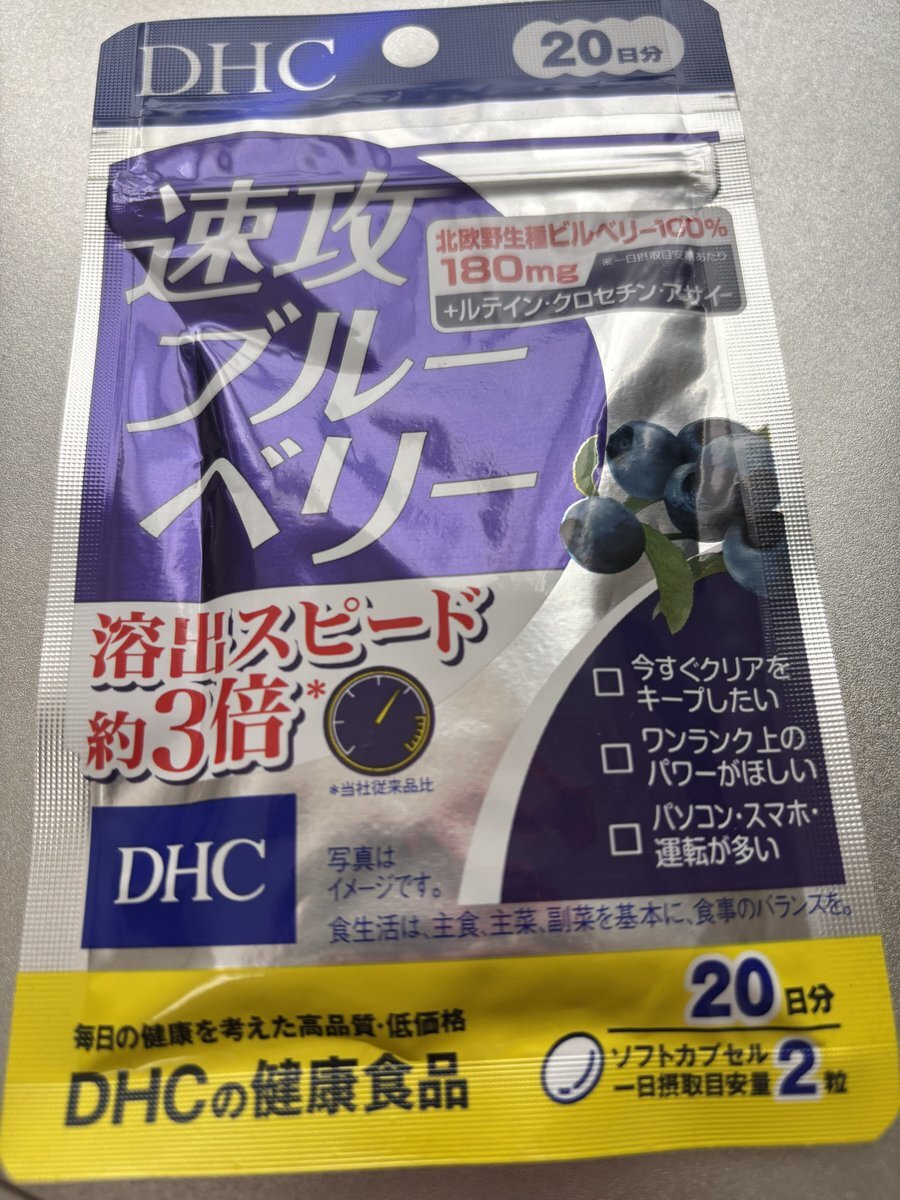 DHC
20日分
速攻
ブルー
ベリー
北欧野生種ビルベリー100%
180mg ※一日摂取目安量あたり
+ルテイン・クロセチン・アサイー
溶出スピード
約3倍*
*当社従来品比
□ 今すぐクリアを
キープしたい
□ ワンランク上の
パワーがほしい
□ パソコン・スマホ・
運転が多い
DHC
写真は
イメージです。
食生活は、主食、主菜、副菜を基本に、食事のバランスを。
毎日の健康を考えた高品質・低価格
DHCの健康食品
20日分
ソフトカプセル
一日摂取目安量 2粒